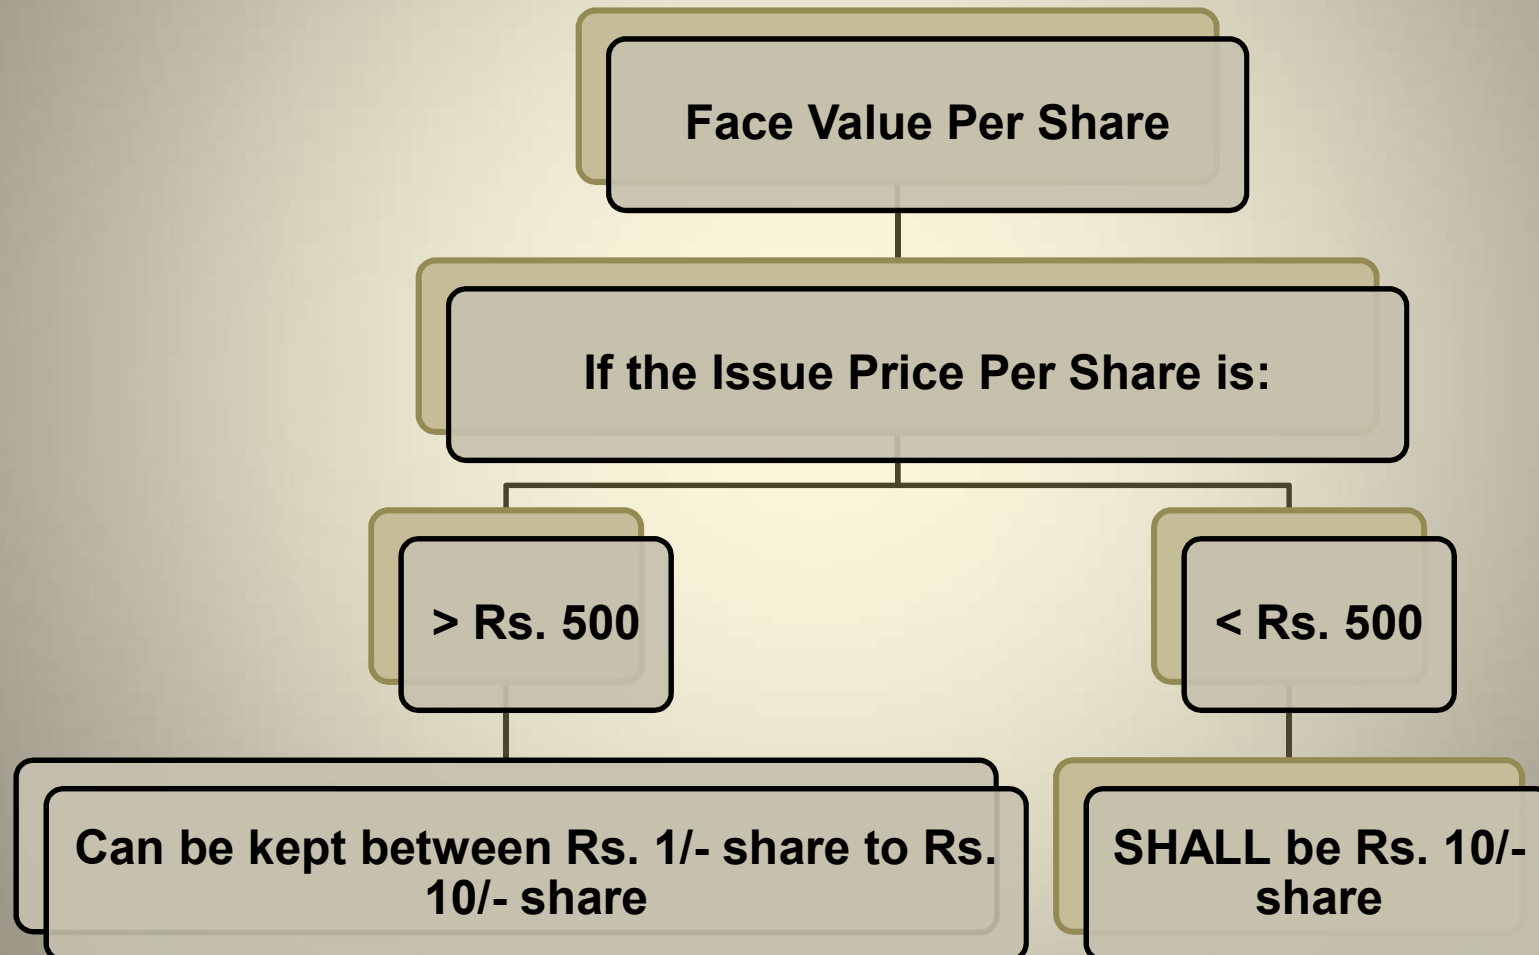 Face Value Per Share
If the Issue Price Per Share is:
> Rs. 500
< Rs. 500
Can be kept between Rs. 1/- share to Rs.
10/- share
SHALL be Rs. 10/-
share